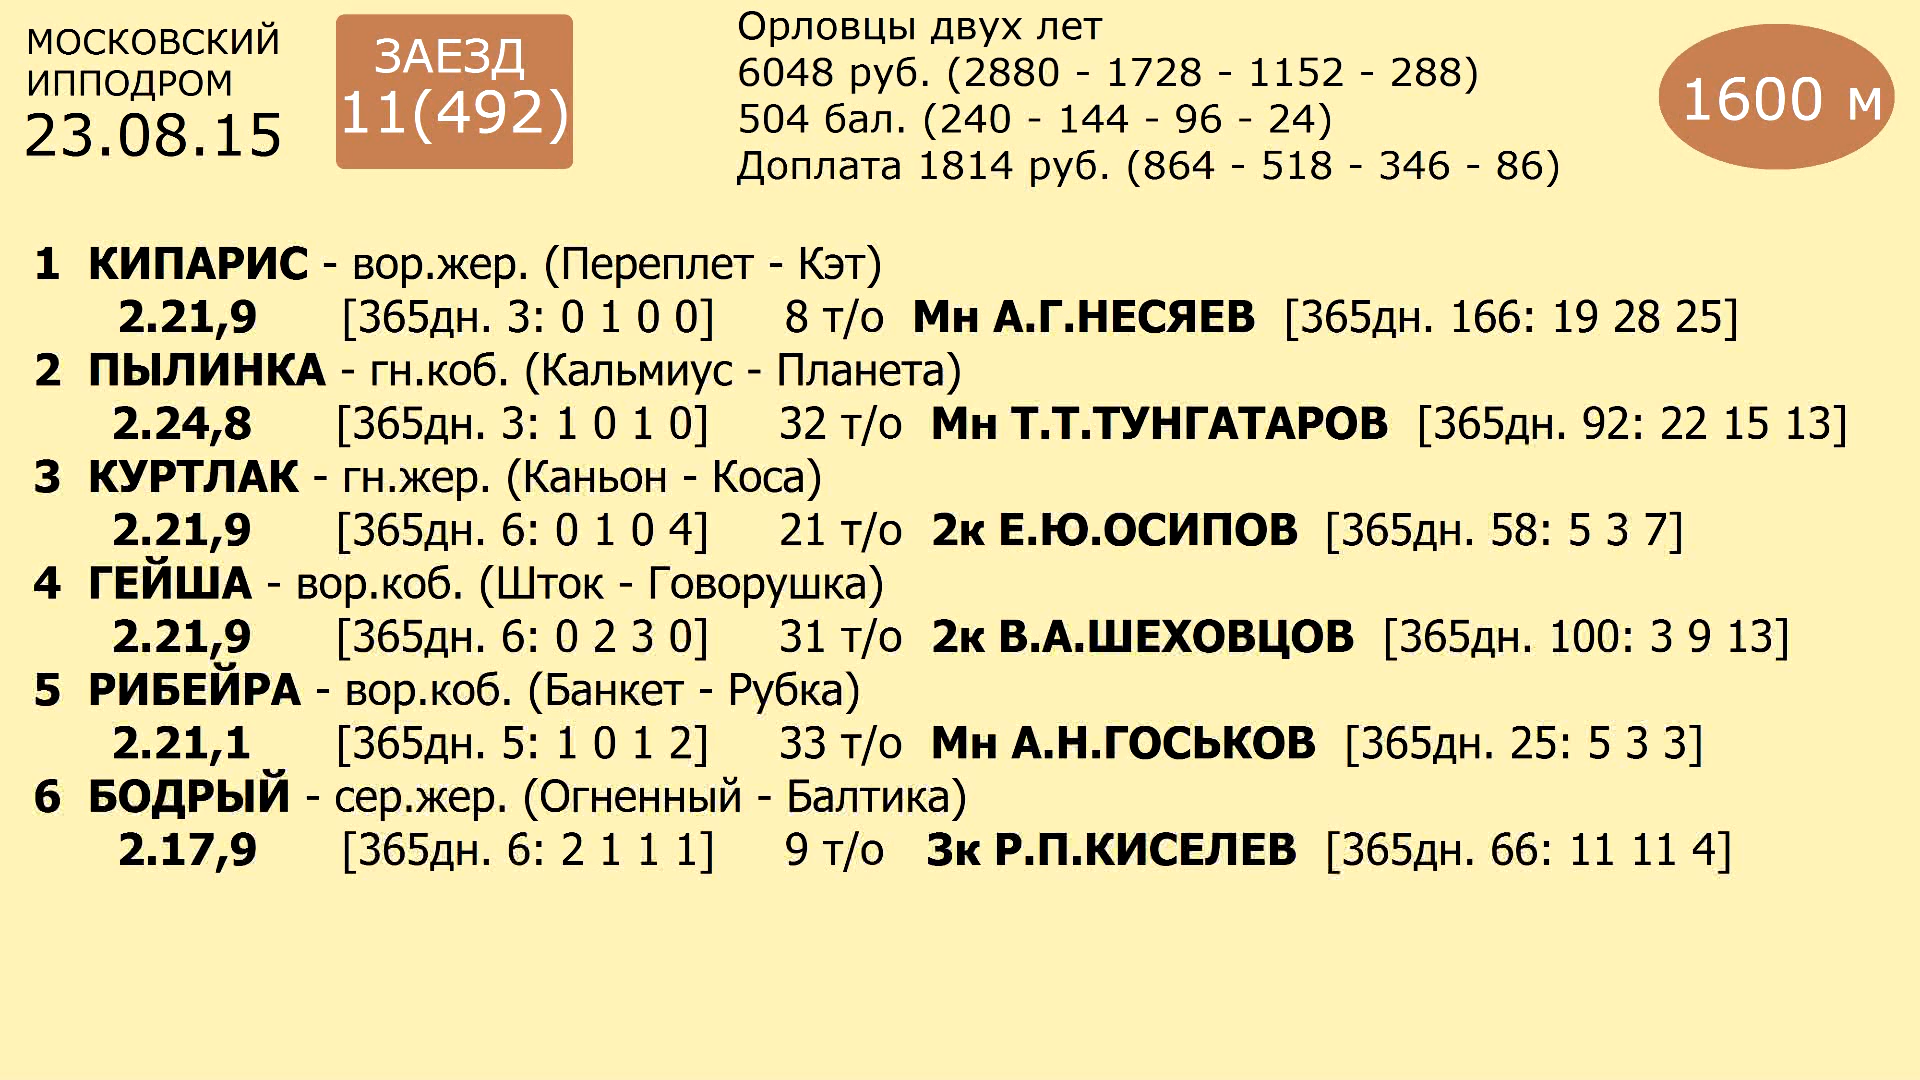 МОСКОВСКИЙ
ИППОДРОМ
23.08.15
ЗАЕЗД
11(492)
Орловцы двух лет
6048 руб. (2880 - 1728 - 1152 - 288)
504 бал. (240 - 144 - 96 - 24)
Доплата 1814 руб. (864 - 518 - 346 - 86)
1600 м
1 КИПАРИС - вор.жер. (Переплет - Кэт)
2.21,9 [365дн. 3: 0 1 0 0] 8 т/о Мн А.Г.НЕСЯЕВ [365дн. 166: 19 28 25]
2 ПЫЛИНКА - гн.коб. (Кальмиус - Планета)
2.24,8 [365дн. 3: 1 0 1 0] 32 т/о Мн Т.Т.ТУНГАТАРОВ [365дн. 92: 22 15 13]
3 КУРТЛАК - гн.жер. (Каньон - Коса)
2.21,9 [365дн. 6: 0 1 0 4] 21 т/о 2к Е.Ю.ОСИПОВ [365дн. 58: 5 3 7]
4 ГЕЙША - вор.коб. (Шток - Говорушка)
2.21,9 [365дн. 6: 0 2 3 0] 31 т/о 2к В.А.ШЕХОВЦОВ [365дн. 100: 3 9 13]
5 РИБЕЙРА - вор.коб. (Банкет - Рубка)
2.21,1 [365дн. 5: 1 0 1 2] 33 т/о Мн А.Н.ГОСЬКОВ [365дн. 25: 5 3 3]
6 БОДРЫЙ - сер.жер. (Огненный - Балтика)
2.17,9 [365дн. 6: 2 1 1 1] 9 т/о 3к Р.П.КИСЕЛЕВ [365дн. 66: 11 11 4]